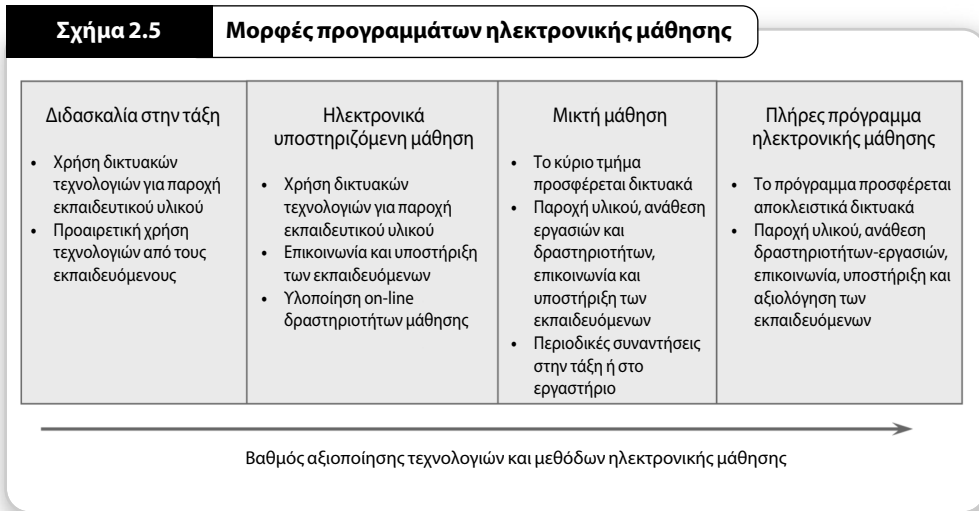 Σχήμα 2.5
Μορφές προγραμμάτων ηλεκτρονικής μάθησης
Διδασκαλία στην τάξη
• Χρήση δικτυακών
τεχνολογιών για παροχή
εκπαιδευτικού υλικού
• Προαιρετική χρήση
τεχνολογιών από τους
εκπαιδευόμενους
Ηλεκτρονικά
υποστηριζόμενη μάθηση
• Χρήση δικτυακών
τεχνολογιών για παροχή
εκπαιδευτικού υλικού
• Επικοινωνία και υποστήριξη
των εκπαιδευόμενων
• Υλοποίηση on-line
δραστηριοτήτων μάθησης
Μικτή μάθηση
• Το κύριο τμήμα
προσφέρεται δικτυακά
• Παροχή υλικού, ανάθεση
εργασιών και
δραστηριοτήτων,
επικοινωνία και
υποστήριξη των
εκπαιδευόμενων
• Περιοδικές συναντήσεις
στην τάξη ή στο
εργαστήριο
Πλήρες πρόγραμμα
ηλεκτρονικής μάθησης
• Το πρόγραμμα προσφέρεται
αποκλειστικά δικτυακά
• Παροχή υλικού, ανάθεση
δραστηριοτήτων-εργασιών,
επικοινωνία, υποστήριξη και
αξιολόγηση των
εκπαιδευόμενων
Βαθμός αξιοποίησης τεχνολογιών και μεθόδων ηλεκτρονικής μάθησης